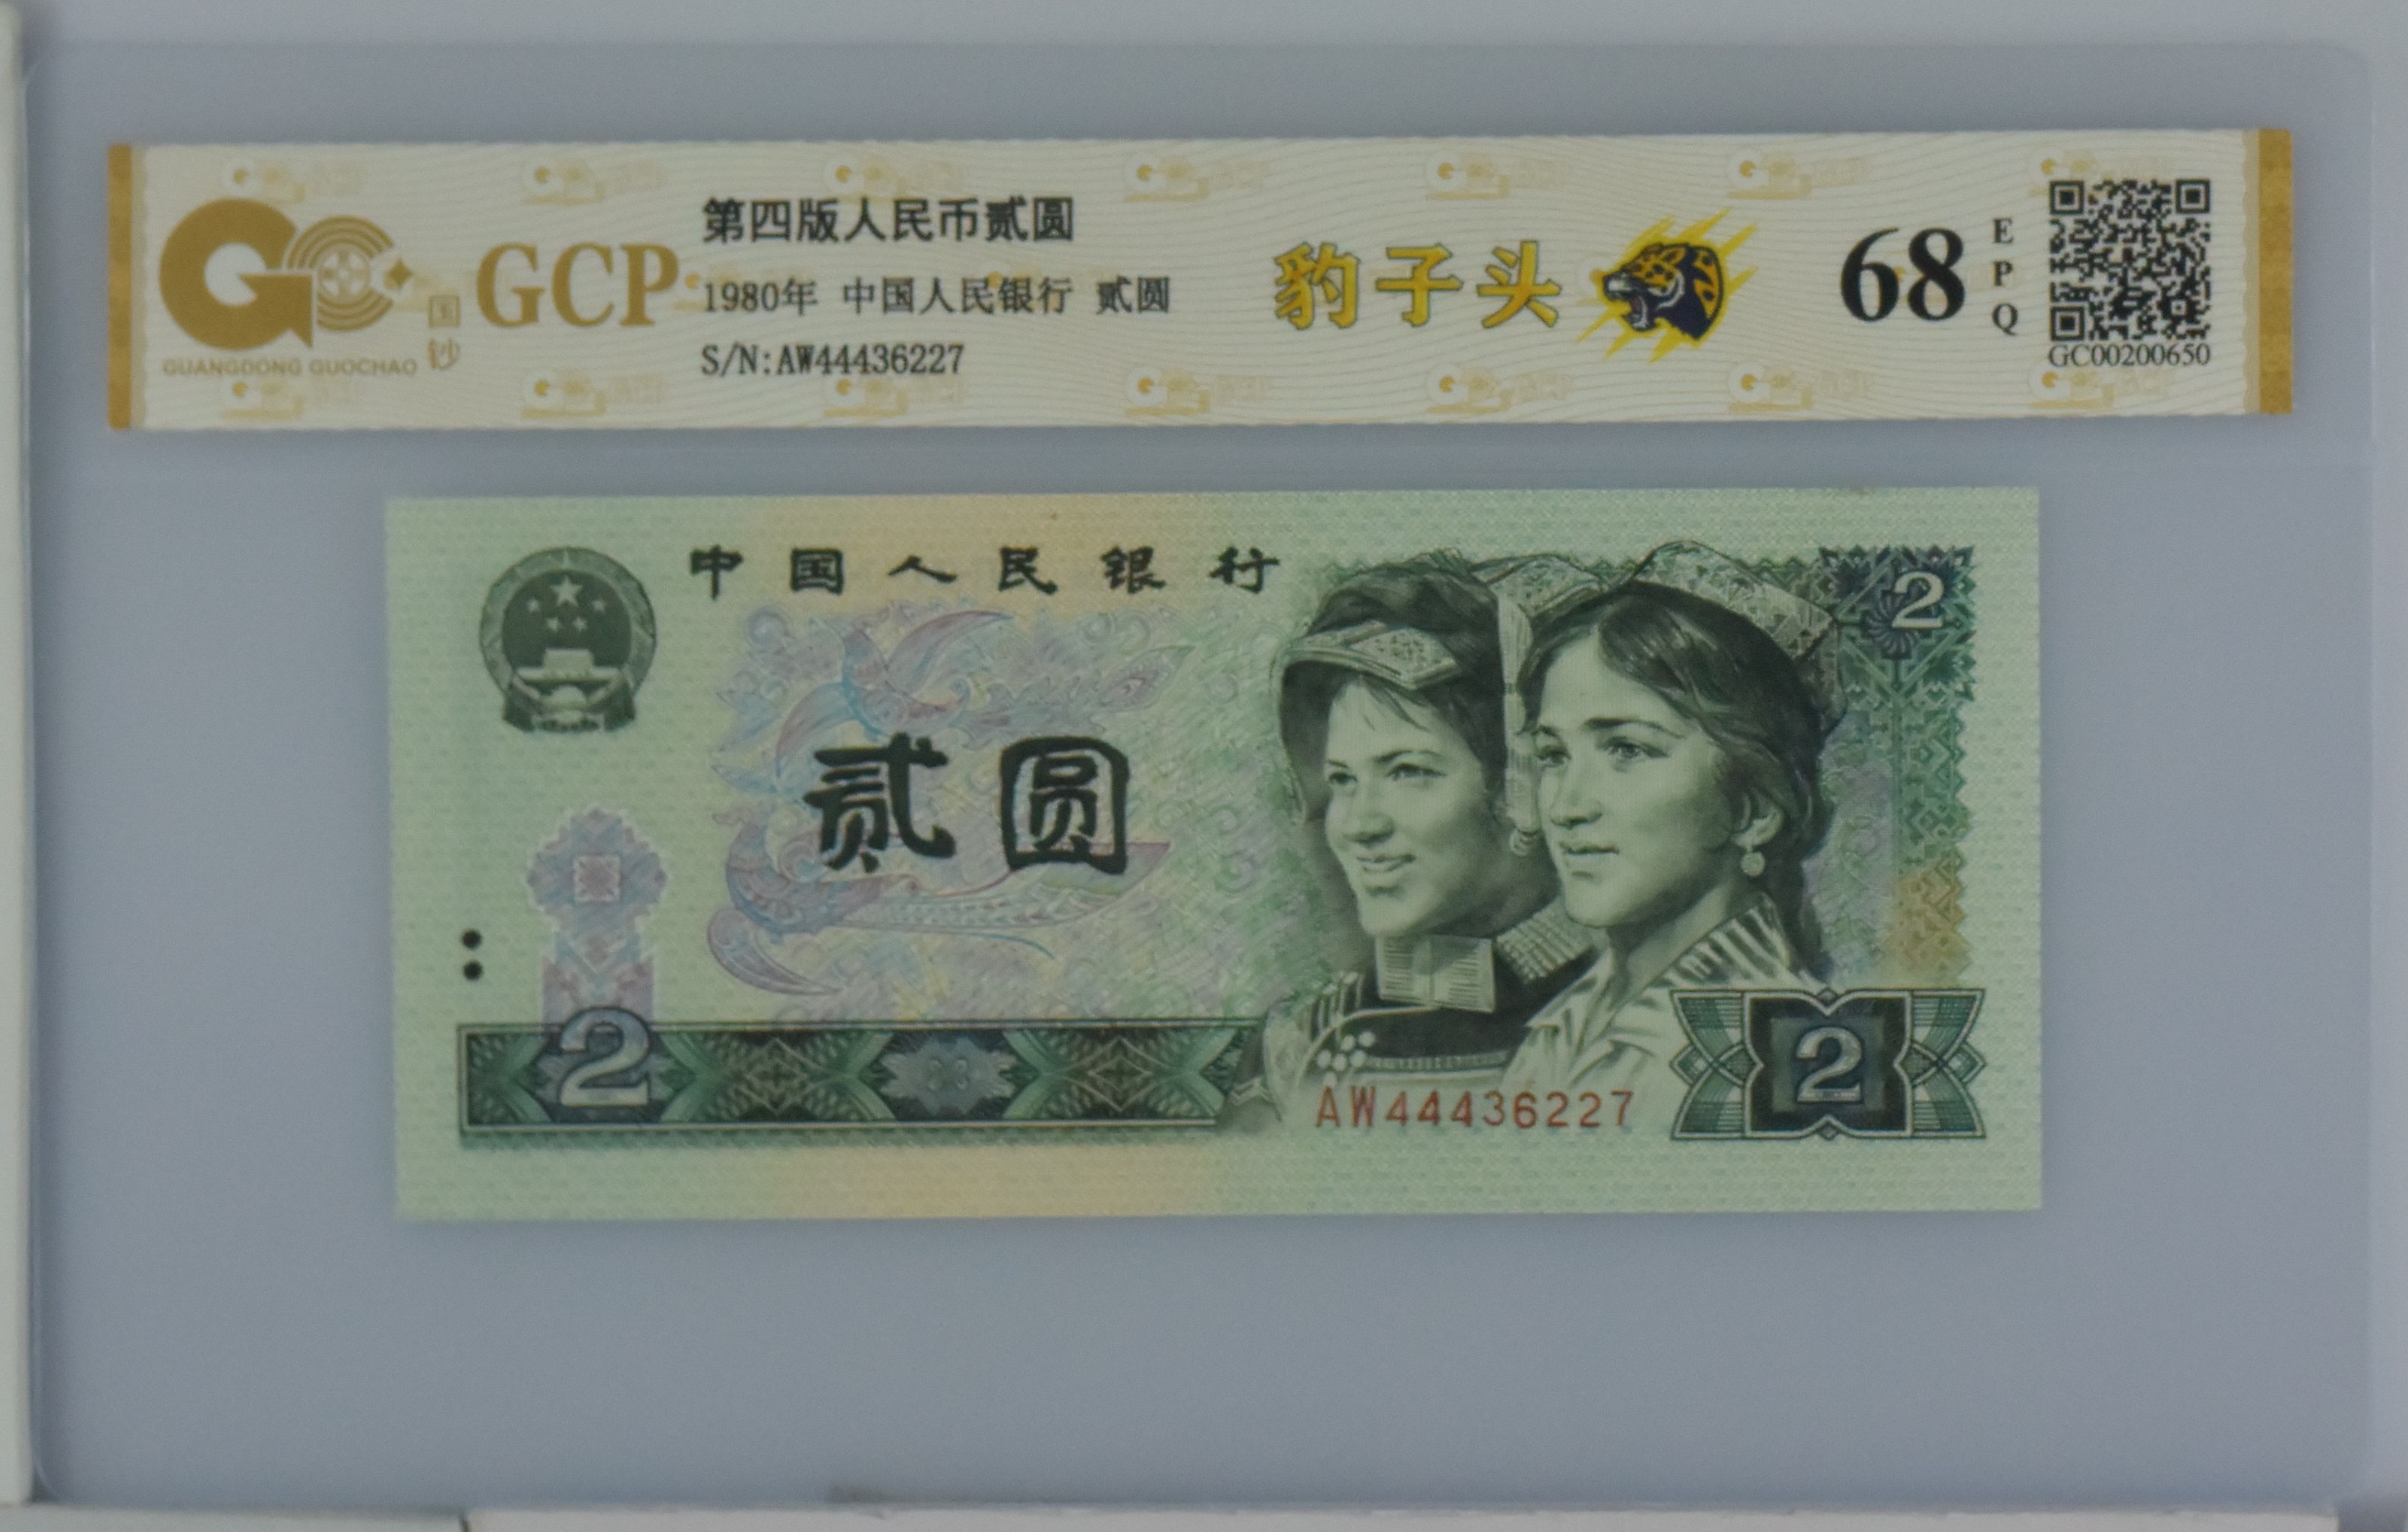 GCP
国钞
GUANGDONG GUOCHAO
第四版人民币贰圆
1980年 中国人民银行 贰圆
S/N:AW44436227
豹子头
68
EPQ
GC00200650
中国人民银行
2
贰圆
2
AW44436227
2